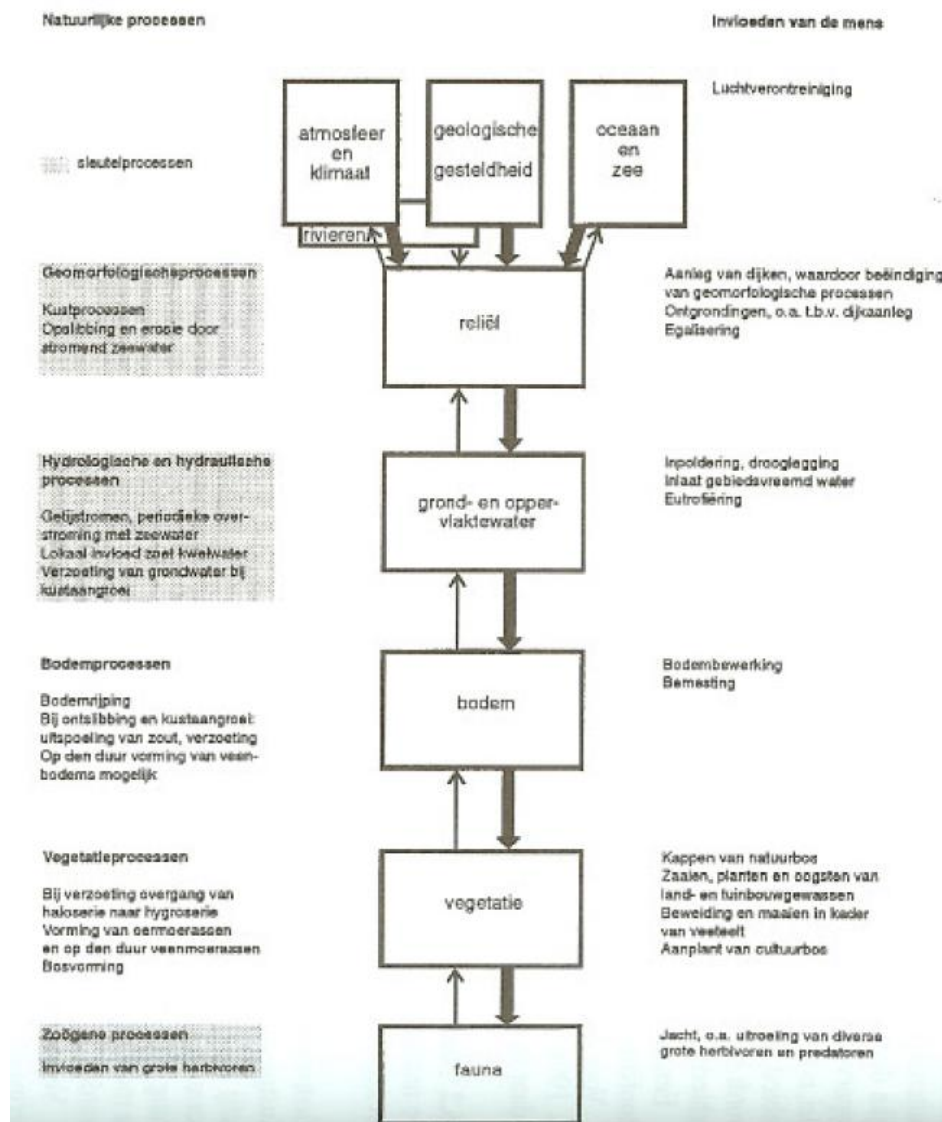 Natuurlijke processen
Invloeden van de mens
Luchtverontreiniging
atmosfeer
en
klimaat
geologische
gesteldheid
oceaan
en
zee
sleutelprocessen
rivieren
Geomorfologischeprocessen
Kustprocessen
Opslibbing en erosie door
stromend zeewater
reliëf
Aanleg van dijken, waardoor beëindiging
van geomorfologische processen
Ontgrondingen, o.a. t.b.v. dijkaanleg
Egalisering
Hydrologische en hydraulische
processen
Getijstromen, periodieke over-
stroming met zeewater
Lokaal invloed zoet kwelwater
Verzoeting van grondwater bij
kustaangroei
grond- en opper-
vlaktewater
Inpoldering, drooglegging
Inlaat gebiedsvreemd water
Eutrofiëring
Bodemprocessen
Bodemrijping
Bij ontslibbing en kustaangroei:
uitspoeling van zout, verzoeting
Op den duur vorming van veen-
bodems mogelijk
bodem
Bodembewerking
Bemesting
Vegetatieprocessen
Bij verzoeting overgang van
haloserie naar hygroserie
Vorming van oermoerassen
en op den duur veenmoerassen
Bosvorming
vegetatie
Kappen van natuurbos
Zaaien, planten en oogsten van
land- en tuinbouwgewassen
Beweiding en maaien in kader
van veeteelt
Aanplant van cultuurbos
Zoögene processen
Invloeden van grote herbivoren
fauna
Jacht, o.a. uitroeiing van diverse
grote herbivoren en predatoren